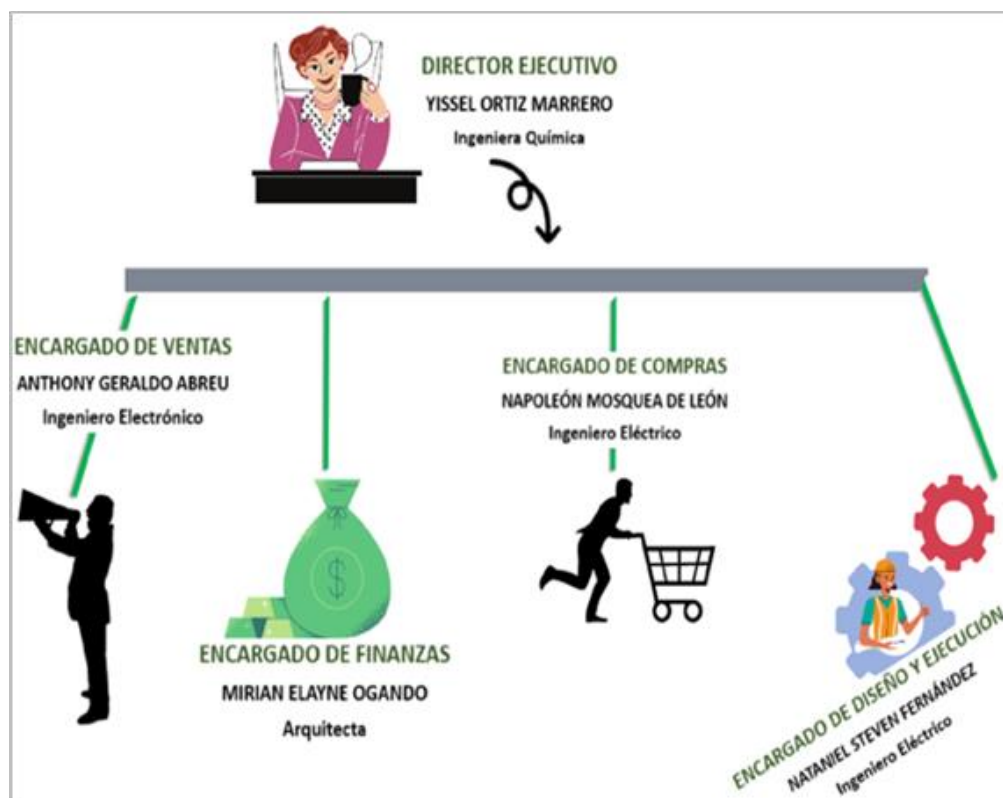 DIRECTOR EJECUTIVO
YISSEL ORTIZ MARRERO
Ingeniera Química
ENCARGADO DE VENTAS
ANTHONY GERALDO ABREU
Ingeniero Electrónico
ENCARGADO DE COMPRAS
NAPOLEÓN MOSQUEA DE LEÓN
Ingeniero Eléctrico
$
ENCARGADO DE FINANZAS
MIRIAN ELAYNE OGANDO
Arquitecta
ENCARGADO DE DISEÑO Y EJECUCIÓN
NATANIEL STEVEN FERNÁNDEZ
Ingeniero Eléctrico